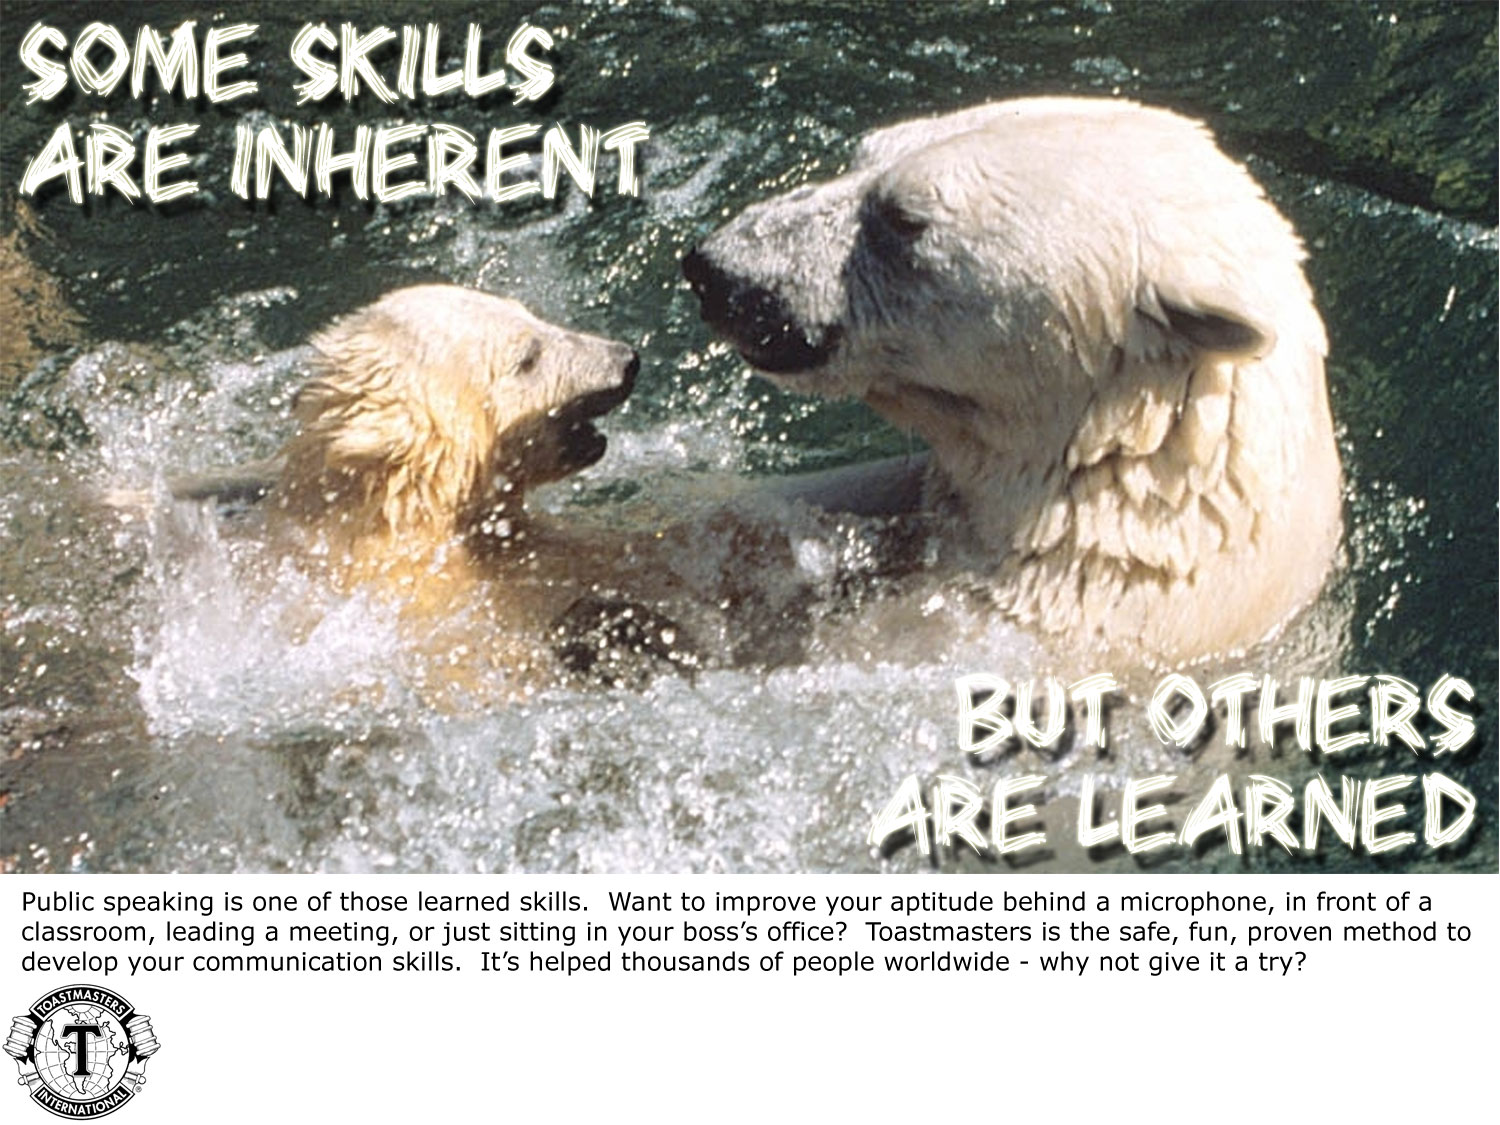 SOME SKILLS
ARE INHERENT
BUT OTHERS
ARE LEARNED
Public speaking is one of those learned skills.  Want to improve your aptitude behind a microphone, in front of a
classroom, leading a meeting, or just sitting in your boss’s office?  Toastmasters is the safe, fun, proven method to
develop your communication skills.  It’s helped thousands of people worldwide - why not give it a try?
TOASTMASTERS
T
INTERNATIONAL
®